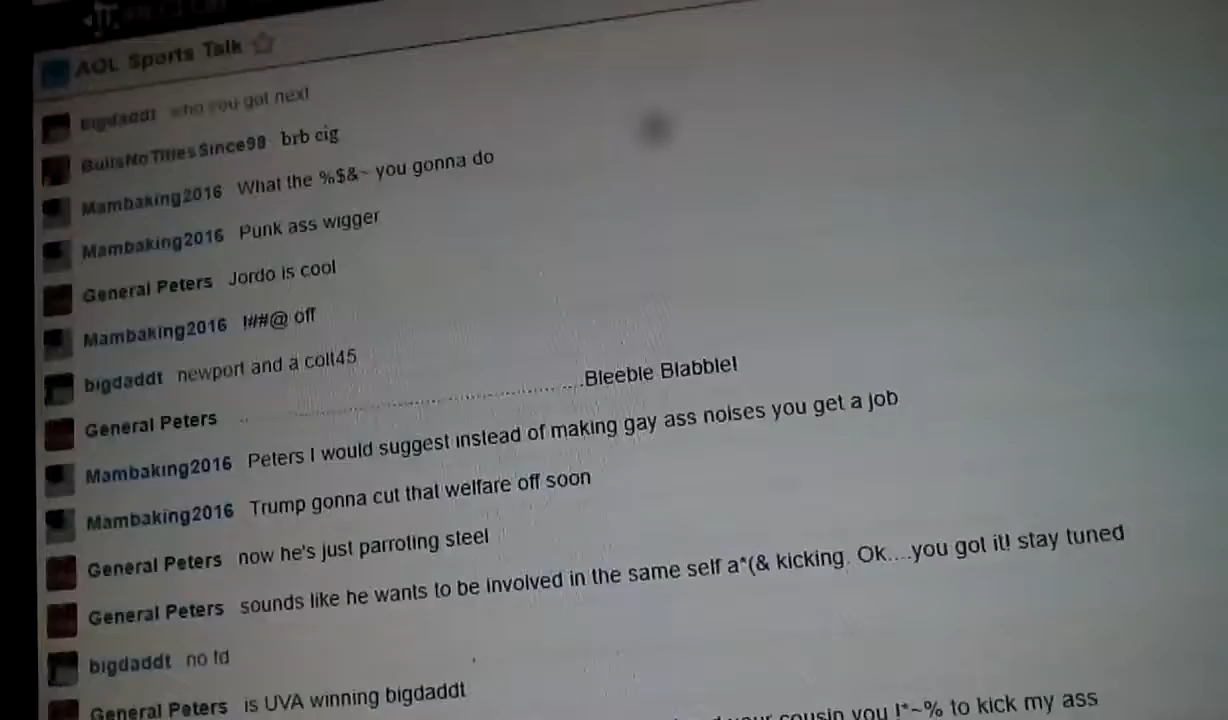 AOL Sports Talk
bigdaddt who you got next
BullsNoTitlesSince98 brb cig
Mambaking2016 What the %$&~ you gonna do
Mambaking2016 Punk ass wigger
General Peters Jordo is cool
Mambaking2016 !##@ off
bigdaddt newport and a colt45
General Peters ..........................................................Bleeble Blabble!
Mambaking2016 Peters I would suggest instead of making gay ass noises you get a job
Mambaking2016 Trump gonna cut that welfare off soon
General Peters now he's just parroting steel
General Peters sounds like he wants to be involved in the same self a*(& kicking. Ok....you got it! stay tuned
bigdaddt no td
General Peters is UVA winning bigdaddt
your cousin you !*~% to kick my ass